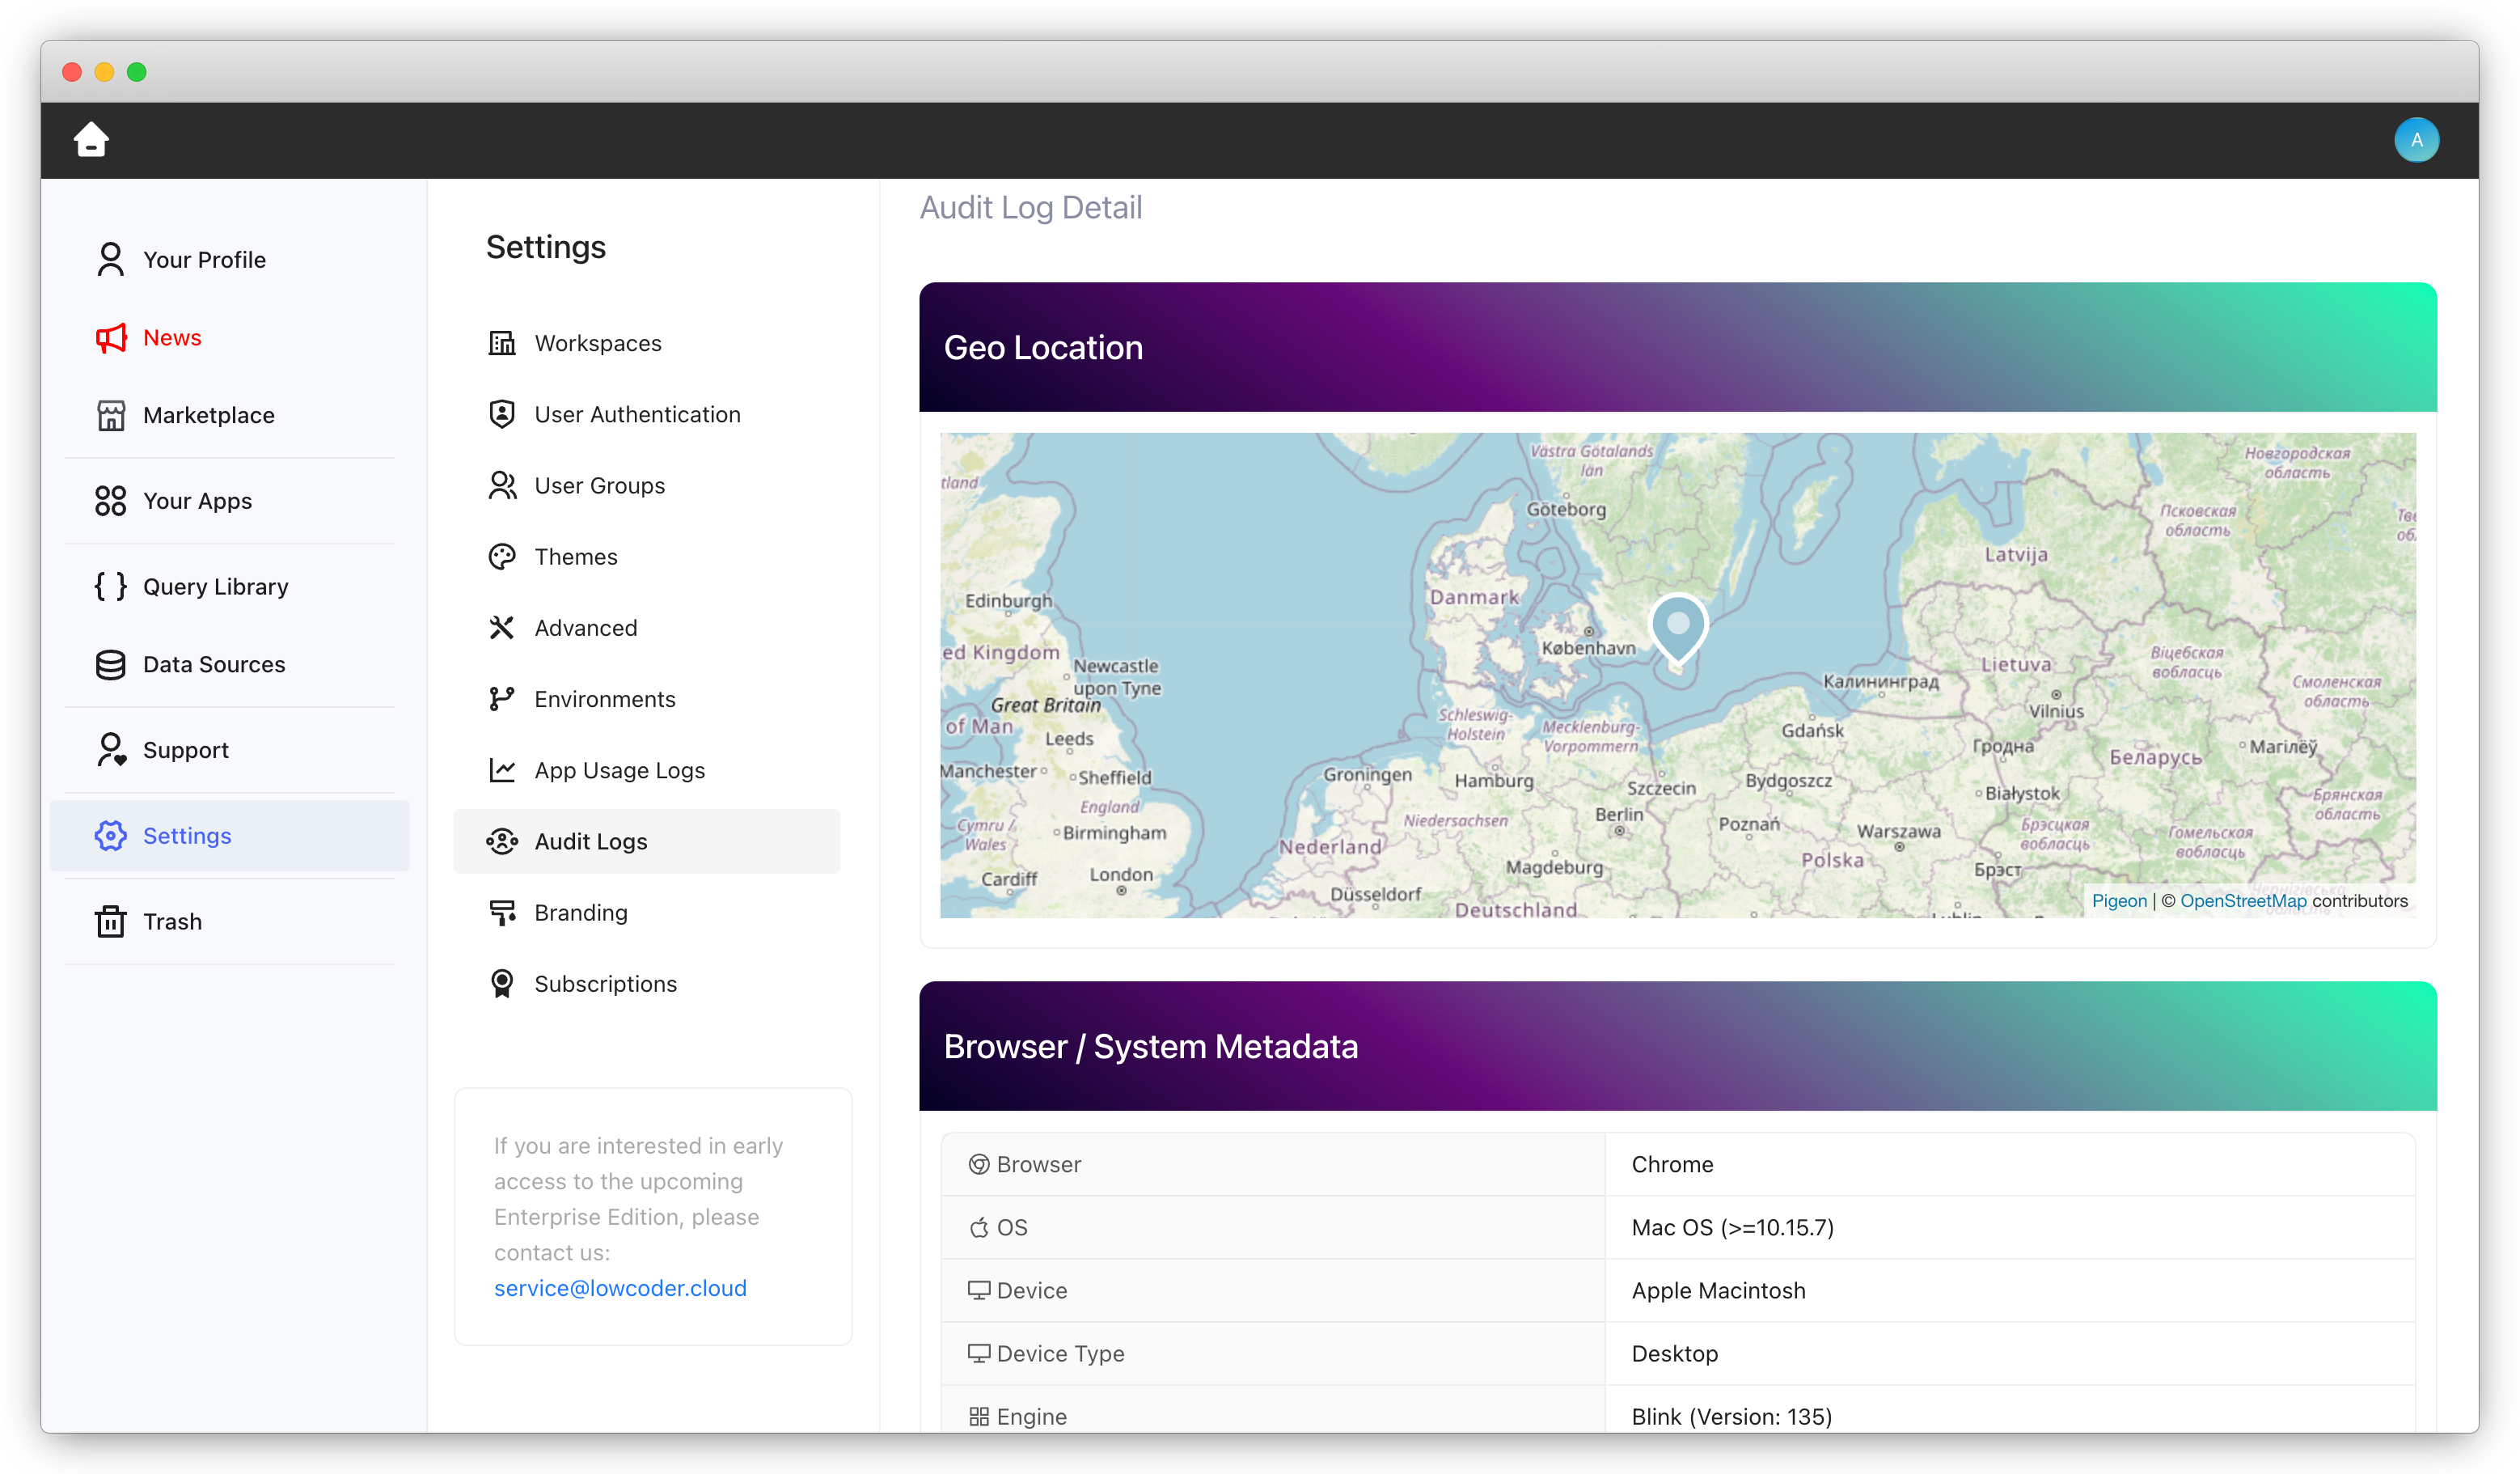 A
Your Profile
News
Marketplace
Your Apps
Query Library
Data Sources
Support
Settings
Trash
Settings
Workspaces
User Authentication
User Groups
Themes
Advanced
Environments
App Usage Logs
Audit Logs
Branding
Subscriptions
If you are interested in early
access to the upcoming
Enterprise Edition, please
contact us:
service@lowcoder.cloud
Audit Log Detail
Geo Location
Västra Götalands
län
Новгородская
область
tland
Göteborg
Псковская
область
Latvija
Edinburgh
Danmark
København
ed Kingdom
Newcastle
upon Tyne
Great Britain
of Man
Leeds
Lietuva
Віцебская
вобласць
Калининград
Смоленская
область
Vilnius
Schleswig-
Holstein
Mecklenburg-
Vorpommern
Gdańsk
Гродна
Беларусь
Магілёў
Manchester
Sheffield
Groningen
Hamburg
Szczecin
Bydgoszcz
Białystok
Брянская
область
England
Cymru /
Wales
Birmingham
Niedersachsen
Berlin
Poznań
Warszawa
Брэсцкая
вобласць
Гомельская
вобласць
Nederland
Magdeburg
Polska
Брэст
Cardiff
London
Düsseldorf
Deutschland
Pigeon | © OpenStreetMap contributors
Browser / System Metadata
Browser
Chrome
OS
Mac OS (>=10.15.7)
Device
Apple Macintosh
Device Type
Desktop
Engine
Blink (Version: 135)